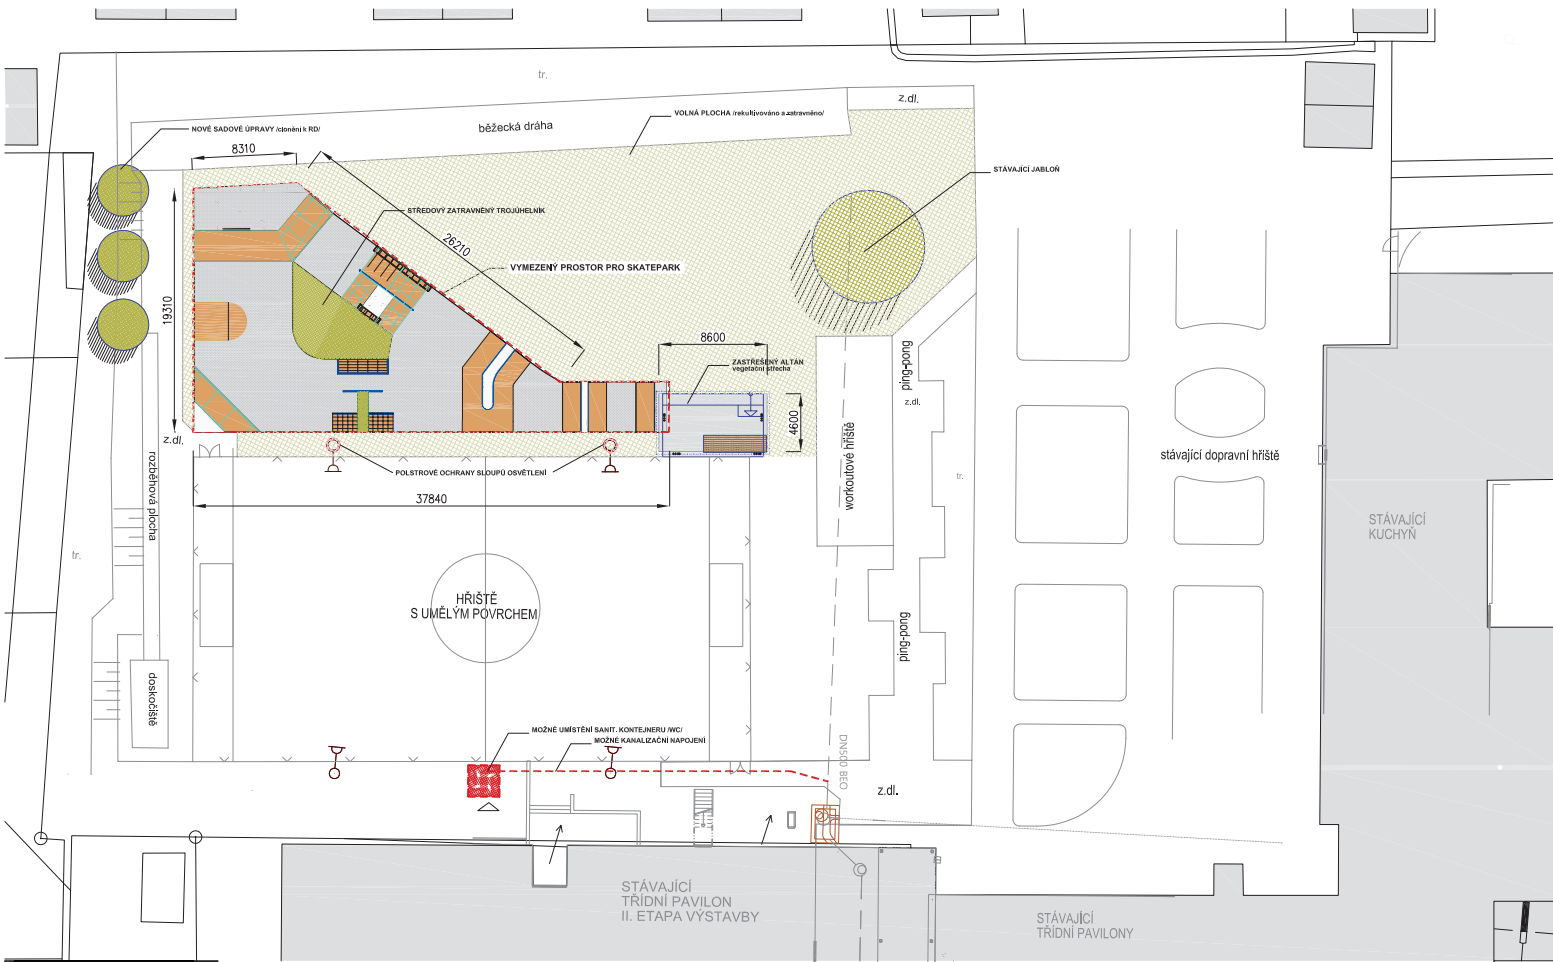 tr.
z.dl.
běžecká dráha
VOLNÁ PLOCHA /rekultivováno a zatravněno/
NOVÉ SADOVÉ ÚPRAVY /clonění k RD/
8310
STÁVAJÍCÍ JABLOŇ
STŘEDOVÝ ZATRAVNĚNÝ TROJÚHELNÍK
26210
VYMEZENÝ PROSTOR PRO SKATEPARK
19310
8600
ZASTŘEŠENÝ ALTÁN
vegetační střecha
4600
ping-pong
z.dl.
z.dl.
workoutové hřiště
stávající dopravní hřiště
POLSTROVÉ OCHRANY SLOUPŮ OSVĚTLENÍ
37840
rozběhová plocha
tr.
tr.
STÁVAJÍCÍ
KUCHYŇ
HŘIŠTĚ
S UMĚLÝM POVRCHEM
ping-pong
doskočiště
MOŽNÉ UMÍSTĚNÍ SANIT. KONTEJNERU /WC/
MOŽNÉ KANALIZAČNÍ NAPOJENÍ
DN500 BEO
z.dl.
STÁVAJÍCÍ
TŘÍDNÍ PAVILON
II. ETAPA VÝSTAVBY
STÁVAJÍCÍ
TŘÍDNÍ PAVILONY